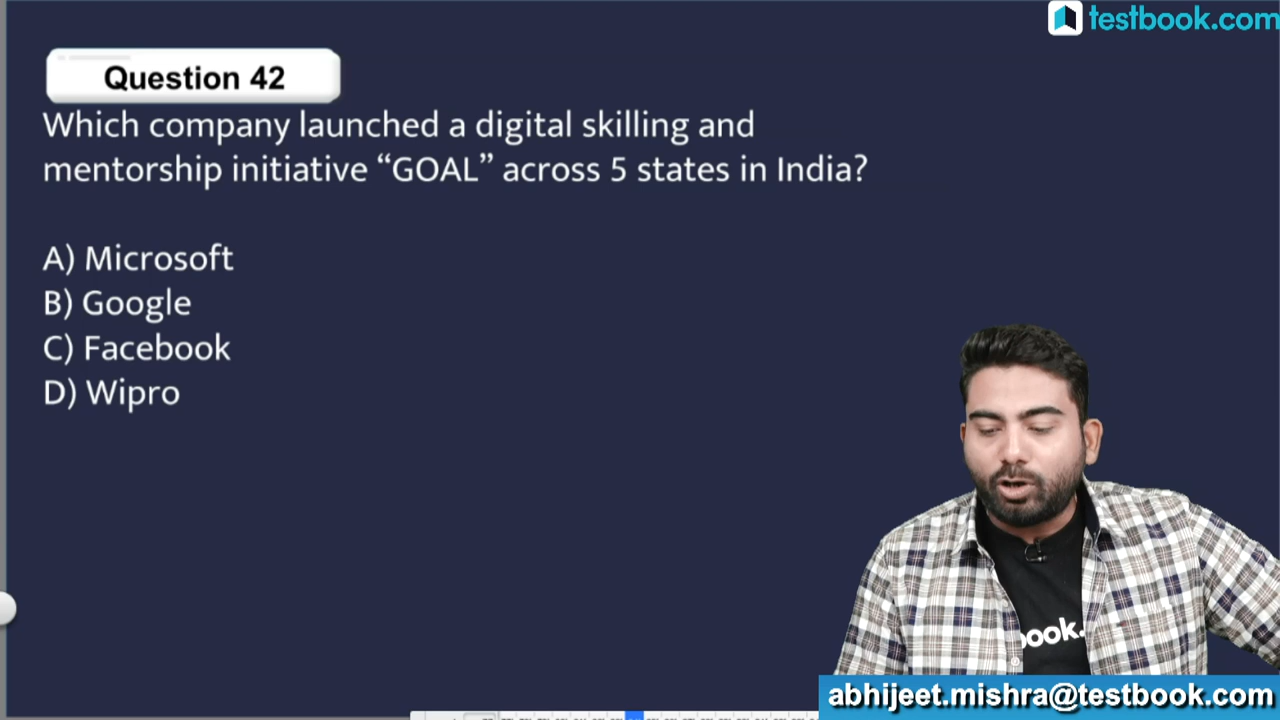 testbook.com
Question 42
Which company launched a digital skilling and
mentorship initiative “GOAL” across 5 states in India?
A) Microsoft
B) Google
C) Facebook
D) Wipro
book.
abhijeet.mishra@testbook.com